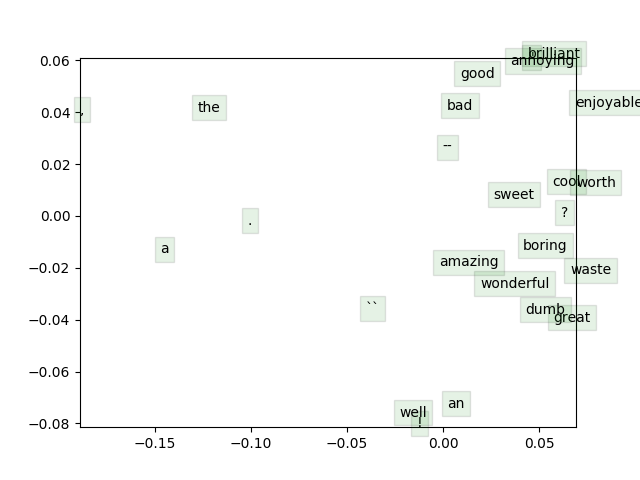 brilliant
annoying
good
0.06
enjoyable
bad
the
,
0.04
--
0.02
cool
worth
sweet
?
0.00
.
boring
a
amazing
waste
−0.02
wonderful
``
dumb
great
−0.04
−0.06
an
well
!
−0.08
−0.15
−0.10
−0.05
0.00
0.05